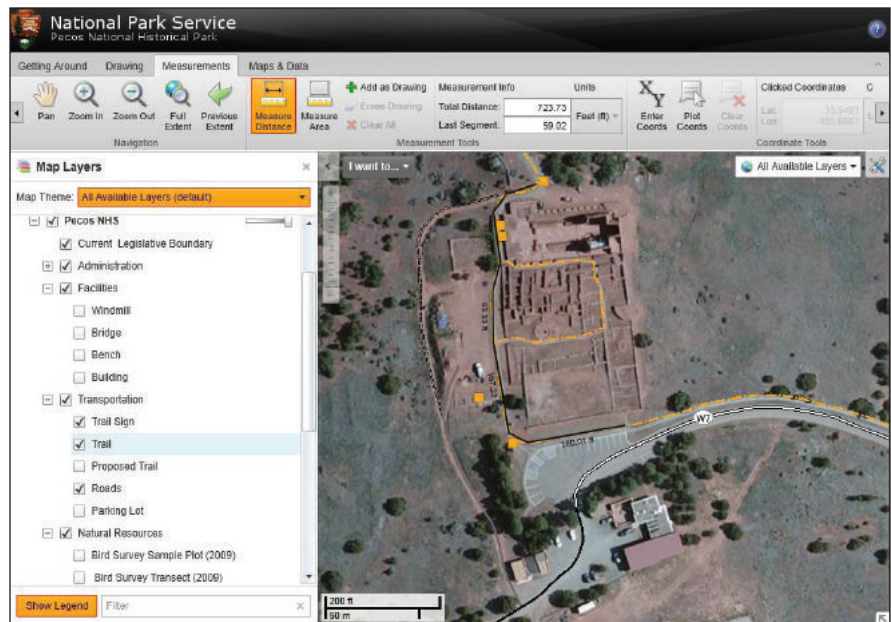 National Park Service
Pecos National Historical Park
Getting Around Drawing Measurements Maps & Data
Pan Zoom In Zoom Out Full Extent Previous Extent
Navigation
Measure Distance Measure Area
Add as Drawing
Erase Drawing
Clear All
Measurement Info Units
Total Distance: 723.73 Feet (ft)
Last Segment: 59.02
Measurement Tools
Enter Coords Plot Coords Clear Coords
Clicked Coordinates
Lat:
Lon:
Coordinate Tools
Map Layers
Map Theme: All Available Layers (default)
Pecos NHS
Current Legislative Boundary
Administration
Facilities
Windmill
Bridge
Bench
Building
Transportation
Trail Sign
Trail
Proposed Trail
Roads
Parking Lot
Natural Resources
Bird Survey Sample Plot (2009)
Bird Survey Transect (2009)
Show Legend Filter
I want to...
All Available Layers
W7
200 ft
90 m